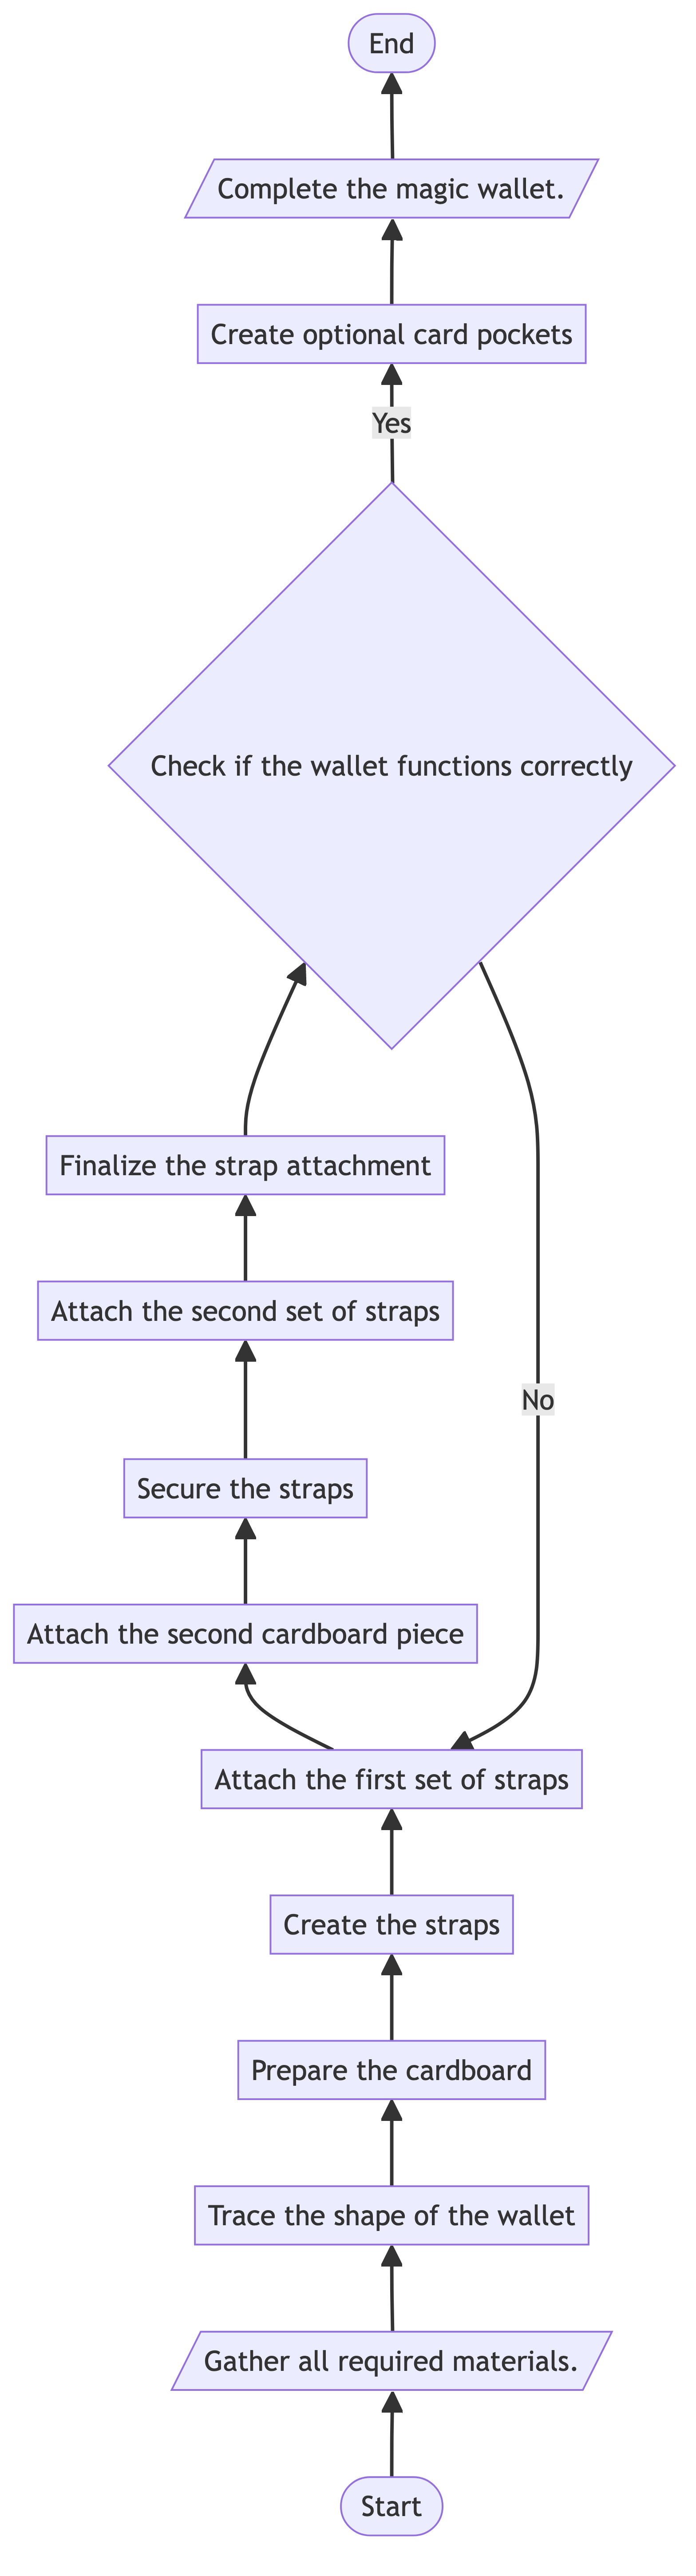 End
Complete the magic wallet.
Create optional card pockets
Yes
Check if the wallet functions correctly
Finalize the strap attachment
Attach the second set of straps
No
Secure the straps
Attach the second cardboard piece
Attach the first set of straps
Create the straps
Prepare the cardboard
Trace the shape of the wallet
Gather all required materials.
Start